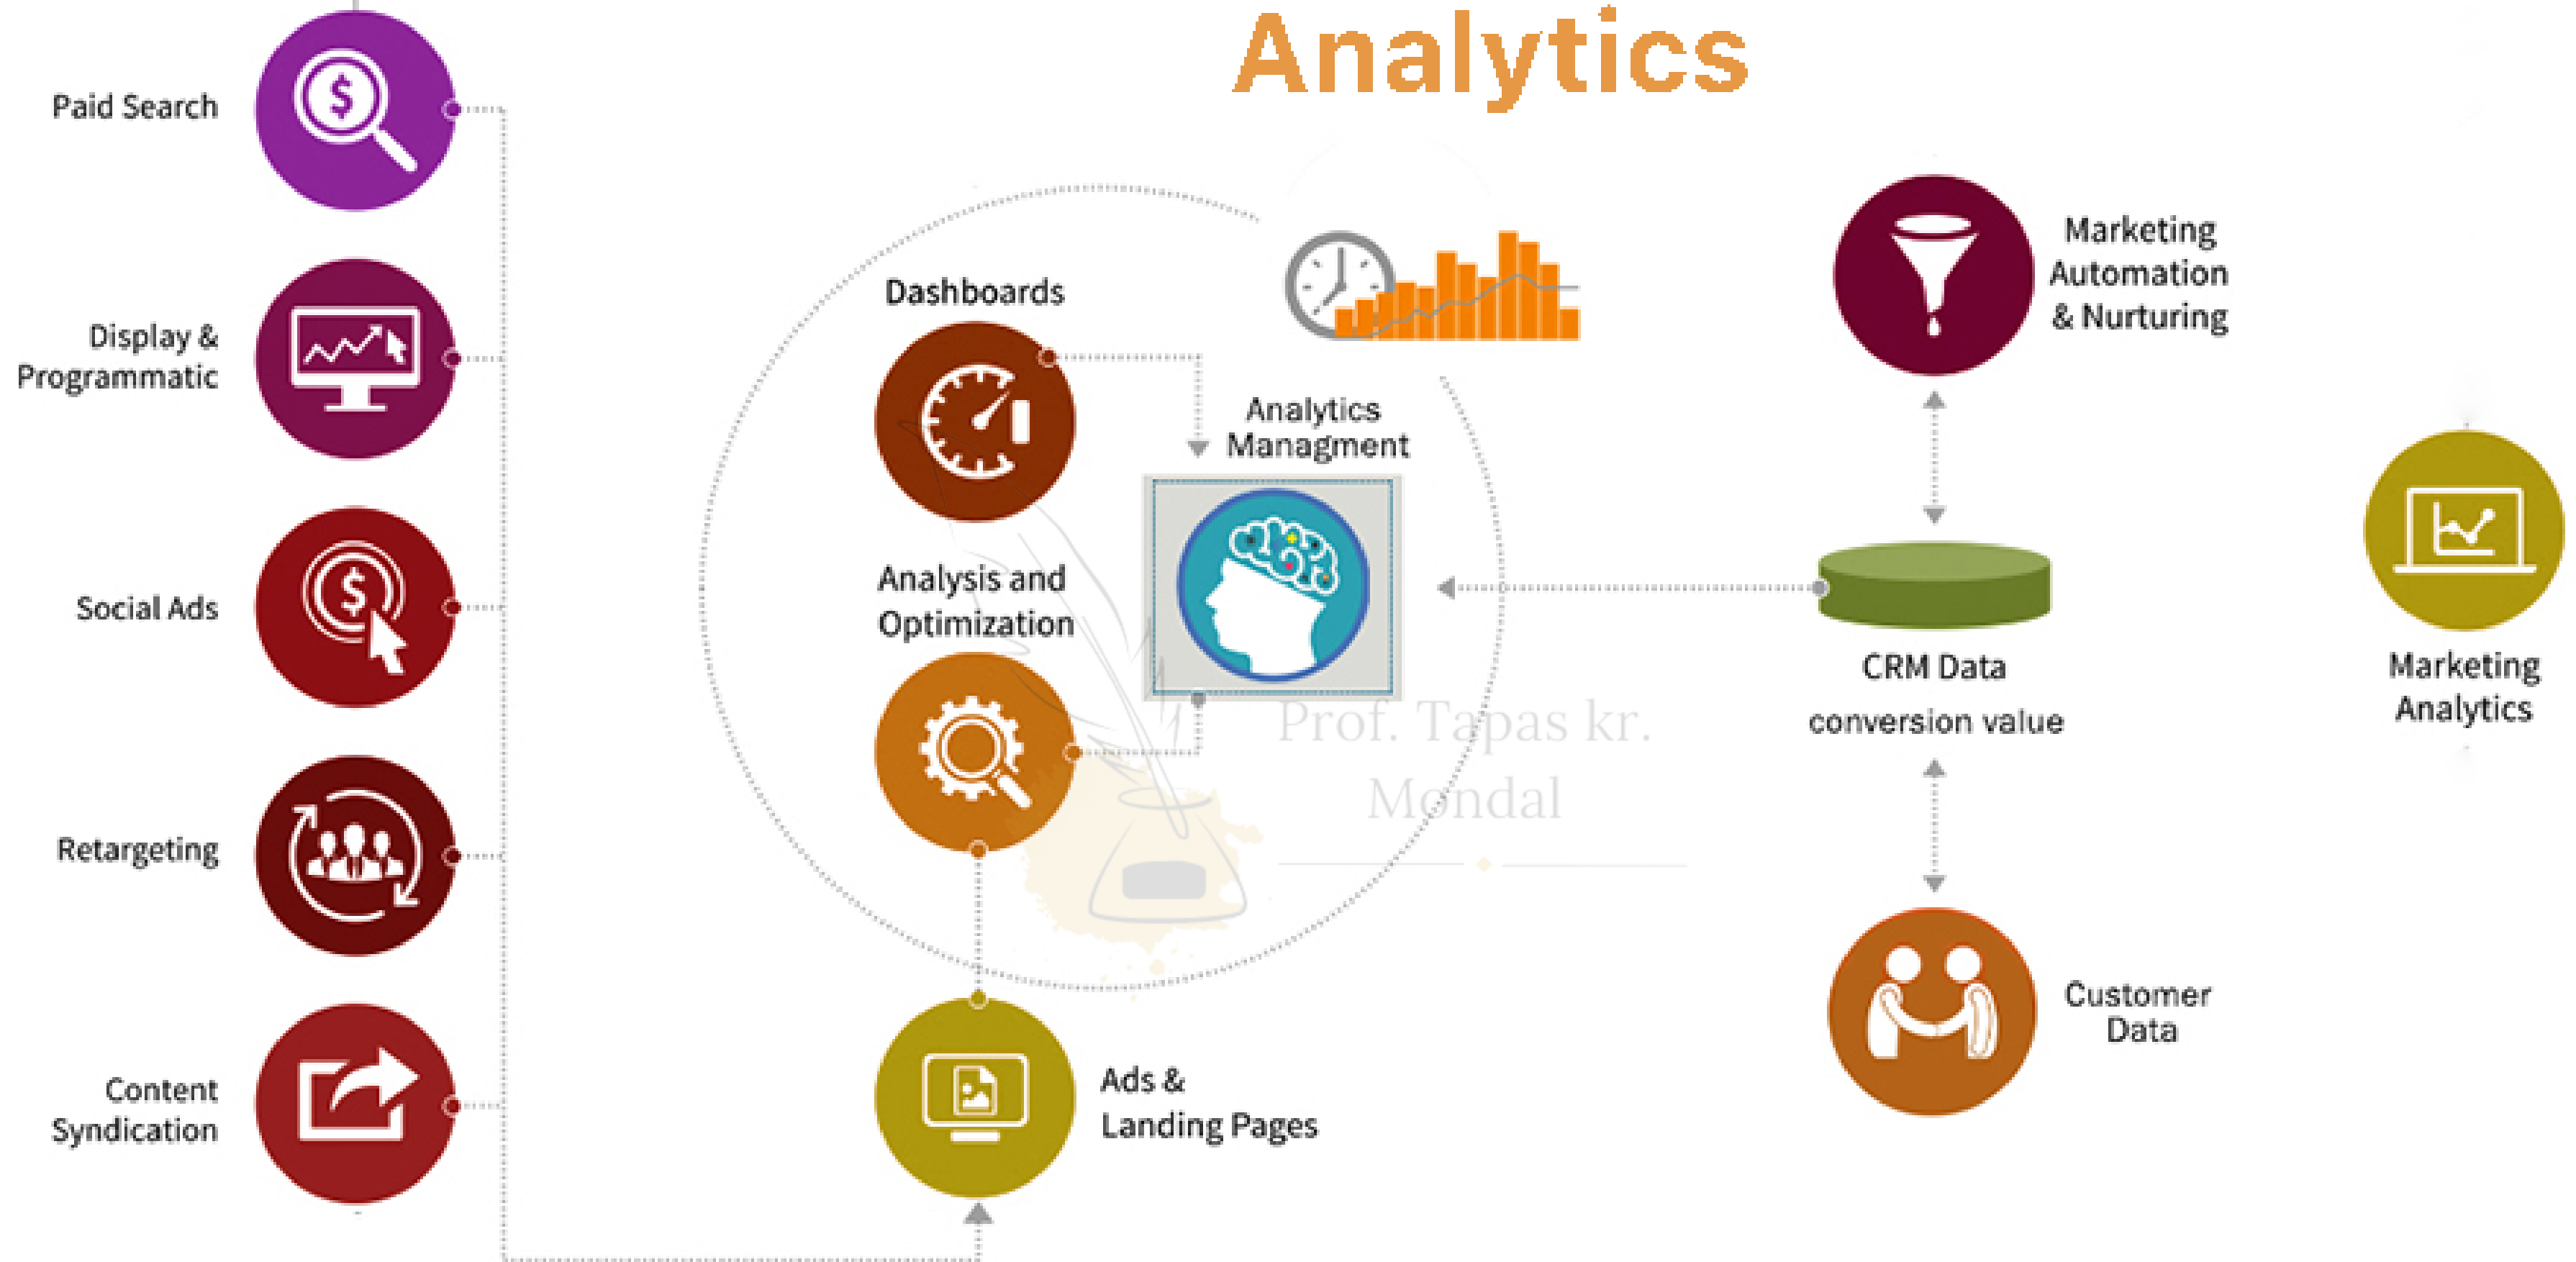 Analytics
Paid Search
Display &
Programmatic
Social Ads
Retargeting
Content
Syndication
Dashboards
Analytics
Managment
Analysis and
Optimization
Ads &
Landing Pages
Prof. Tapas kr.
Mondal
Marketing
Automation
& Nurturing
CRM Data
conversion value
Customer
Data
Marketing
Analytics